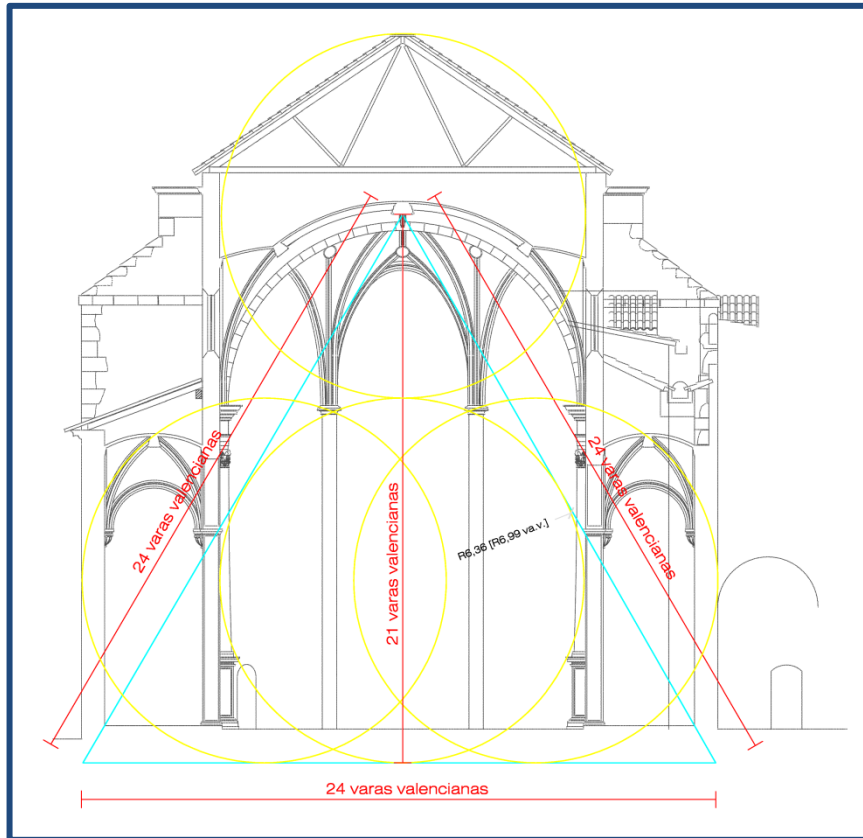 24 varas valencianas
21 varas valencianas
24 varas valencianas
R6,36 [R6,99 va.v.]
24 varas valencianas